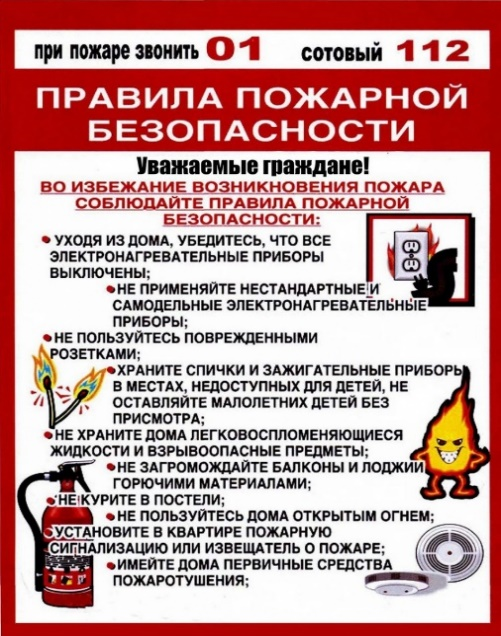 при пожаре звонить 01 сотовый 112
ПРАВИЛА ПОЖАРНОЙ
БЕЗОПАСНОСТИ
Уважаемые граждане!
ВО ИЗБЕЖАНИЕ ВОЗНИКНОВЕНИЯ ПОЖАРА
СОБЛЮДАЙТЕ ПРАВИЛА ПОЖАРНОЙ
БЕЗОПАСНОСТИ:
•УХОДЯ ИЗ ДОМА, УБЕДИТЕСЬ, ЧТО ВСЕ
ЭЛЕКТРОНАГРЕВАТЕЛЬНЫЕ ПРИБОРЫ
ВЫКЛЮЧЕНЫ;
•НЕ ПРИМЕНЯЙТЕ НЕСТАНДАРТНЫЕ И
САМОДЕЛЬНЫЕ ЭЛЕКТРОНАГРЕВАТЕЛЬНЫЕ
ПРИБОРЫ;
•НЕ ПОЛЬЗУЙТЕСЬ ПОВРЕЖДЕННЫМИ
РОЗЕТКАМИ;
•ХРАНИТЕ СПИЧКИ И ЗАЖИГАТЕЛЬНЫЕ ПРИБОРЫ
В МЕСТАХ, НЕДОСТУПНЫХ ДЛЯ ДЕТЕЙ, НЕ
ОСТАВЛЯЙТЕ МАЛОЛЕТНИХ ДЕТЕЙ БЕЗ
ПРИСМОТРА;
•НЕ ХРАНИТЕ ДОМА ЛЕГКОВОСПЛОМЕНЯЮЩИЕСЯ
ЖИДКОСТИ И ВЗРЫВООПАСНЫЕ ПРЕДМЕТЫ;
•НЕ ЗАГРОМОЖДАЙТЕ БАЛКОНЫ И ЛОДЖИИ
ГОРЮЧИМИ МАТЕРИАЛАМИ;
•НЕ КУРИТЕ В ПОСТЕЛИ;
•НЕ ПОЛЬЗУЙТЕСЬ ДОМА ОТКРЫТЫМ ОГНЕМ;
•УСТАНОВИТЕ В КВАРТИРЕ ПОЖАРНУЮ
СИГНАЛИЗАЦИЮ ИЛИ ИЗВЕЩАТЕЛЬ О ПОЖАРЕ;
•ИМЕЙТЕ ДОМА ПЕРВИЧНЫЕ СРЕДСТВА
ПОЖАРОТУШЕНИЯ;